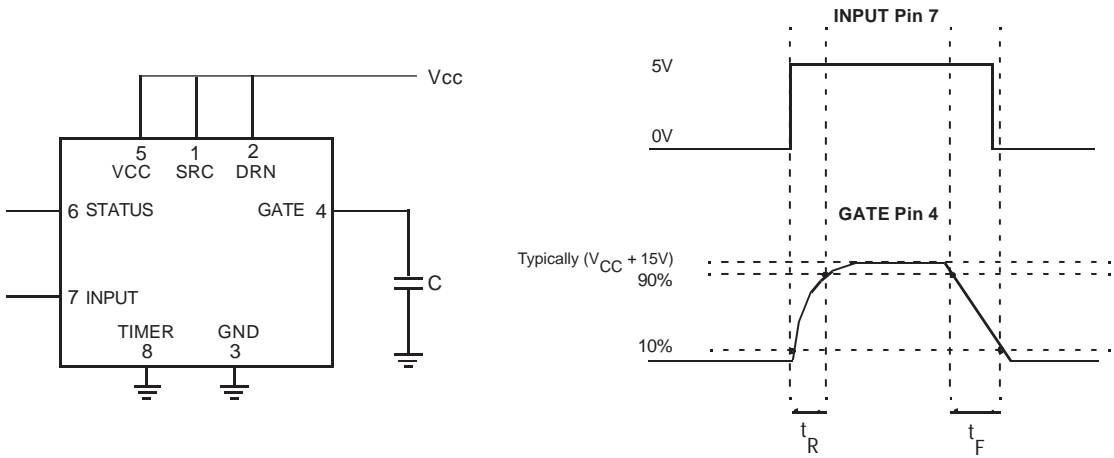 Vcc
5 1 2
VCC SRC DRN
6 STATUS GATE 4
C
7 INPUT
TIMER GND
8 3
INPUT Pin 7
5V
0V
GATE Pin 4
Typically (VCC + 15V)
90%
10%
tR tF